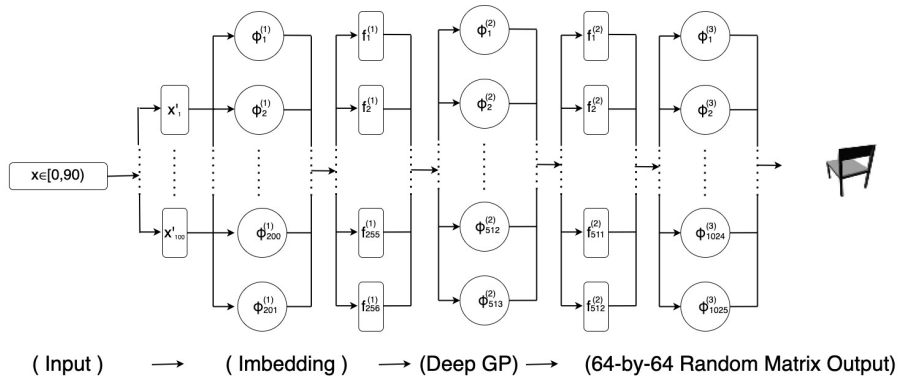 x∈[0,90)
x'₁
x'₁₀₀
ϕ₁⁽¹⁾
ϕ₂⁽¹⁾
ϕ₂₀₀⁽¹⁾
ϕ₂₀₁⁽¹⁾
f₁⁽¹⁾
f₂⁽¹⁾
f₂₅₅⁽¹⁾
f₂₅₆⁽¹⁾
ϕ₁⁽²⁾
ϕ₂⁽²⁾
ϕ₅₁₂⁽²⁾
ϕ₅₁₃⁽²⁾
f₁⁽²⁾
f₂⁽²⁾
f₅₁₁⁽²⁾
f₅₁₂⁽²⁾
ϕ₁⁽³⁾
ϕ₂⁽³⁾
ϕ₁₀₂₄⁽³⁾
ϕ₁₀₂₅⁽³⁾
( Input ) → ( Imbedding ) → (Deep GP) → (64-by-64 Random Matrix Output)